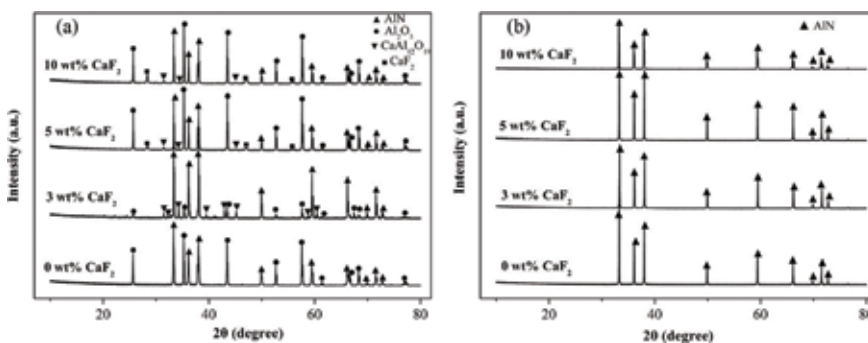 (a)
▲ AlN
● Al₂O₃
▼ CaAl₁₂O₁₉
■ CaF₂
10 wt% CaF₂
5 wt% CaF₂
3 wt% CaF₂
0 wt% CaF₂
Intensity (a.u.)
20 40 60 80
2θ (degree)
(b)
▲ AlN
10 wt% CaF₂
5 wt% CaF₂
3 wt% CaF₂
0 wt% CaF₂
Intensity (a.u.)
20 40 60 80
2θ (degree)